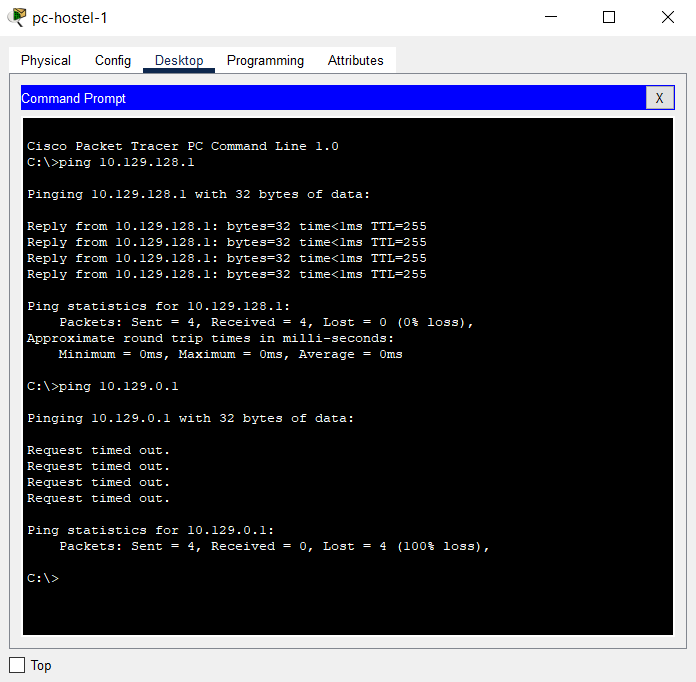 pc-hostel-1
Physical Config Desktop Programming Attributes
Command Prompt X
Cisco Packet Tracer PC Command Line 1.0
C:\>ping 10.129.128.1
Pinging 10.129.128.1 with 32 bytes of data:
Reply from 10.129.128.1: bytes=32 time<1ms TTL=255
Reply from 10.129.128.1: bytes=32 time<1ms TTL=255
Reply from 10.129.128.1: bytes=32 time<1ms TTL=255
Reply from 10.129.128.1: bytes=32 time<1ms TTL=255
Ping statistics for 10.129.128.1:
Packets: Sent = 4, Received = 4, Lost = 0 (0% loss),
Approximate round trip times in milli-seconds:
Minimum = 0ms, Maximum = 0ms, Average = 0ms
C:\>ping 10.129.0.1
Pinging 10.129.0.1 with 32 bytes of data:
Request timed out.
Request timed out.
Request timed out.
Request timed out.
Ping statistics for 10.129.0.1:
Packets: Sent = 4, Received = 0, Lost = 4 (100% loss),
C:\>
Top